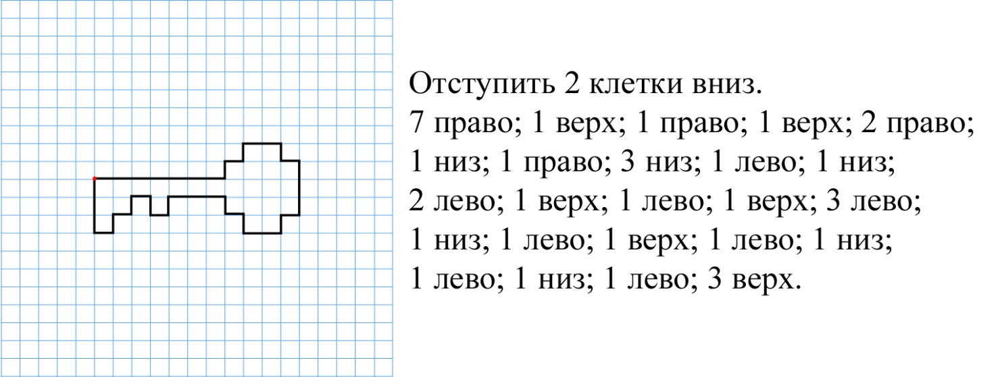 Отступить 2 клетки вниз.
7 право; 1 верх; 1 право; 1 верх; 2 право;
1 низ; 1 право; 3 низ; 1 лево; 1 низ;
2 лево; 1 верх; 1 лево; 1 верх; 3 лево;
1 низ; 1 лево; 1 верх; 1 лево; 1 низ;
1 лево; 1 низ; 1 лево; 3 верх.